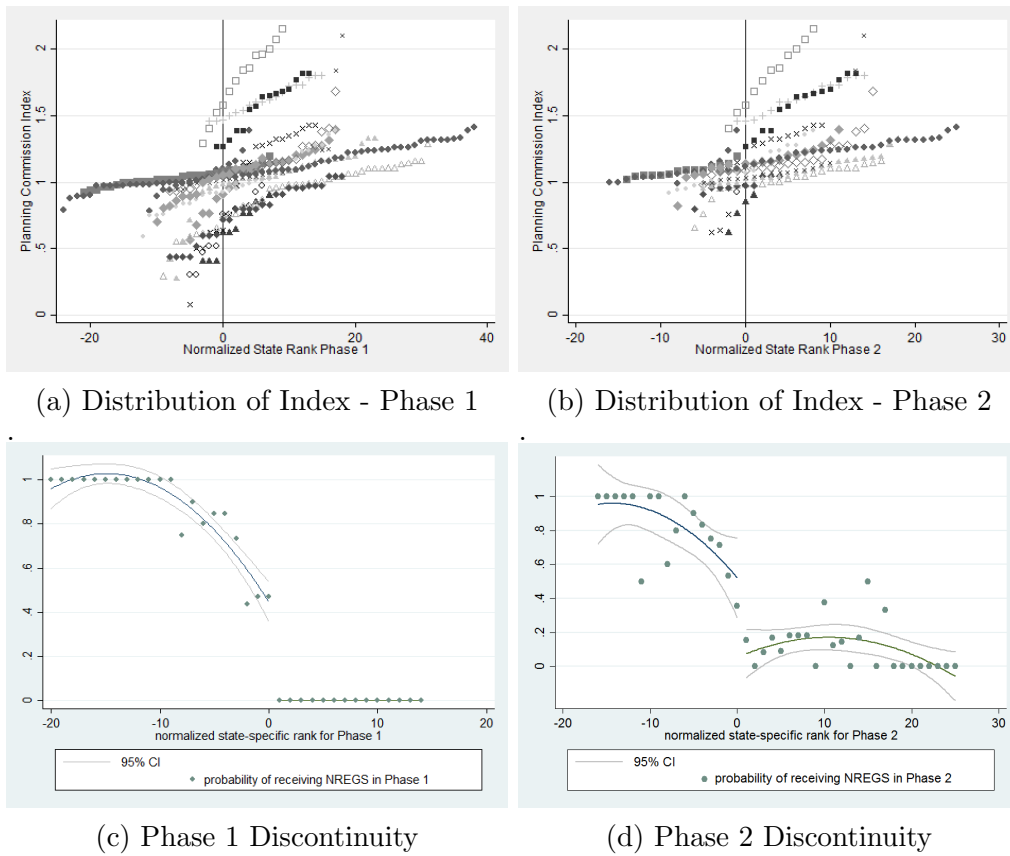 Planning Commission Index
0 .5 1 1.5 2
-20 0 20 40
Normalized State Rank Phase 1
Planning Commission Index
0 .5 1 1.5 2
-20 -10 0 10 20 30
Normalized State Rank Phase 2
(a) Distribution of Index - Phase 1
(b) Distribution of Index - Phase 2
.
.
0 .2 .4 .6 .8 1
-20 -10 0 10 20
normalized state-specific rank for Phase 1
95% CI
probability of receiving NREGS in Phase 1
0 .2 .4 .6 .8 1
-20 -10 0 10 20 30
normalized state-specific rank for Phase 2
95% CI
probability of receiving NREGS in Phase 2
(c) Phase 1 Discontinuity
(d) Phase 2 Discontinuity